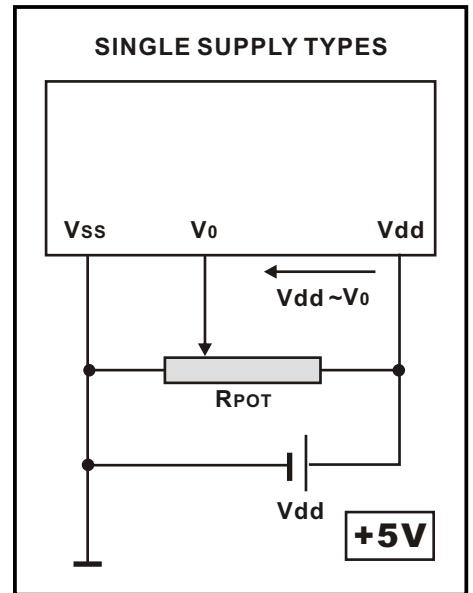 SINGLE SUPPLY TYPES
Vss V0 Vdd
Vdd ~V0
RPOT
Vdd
+5V